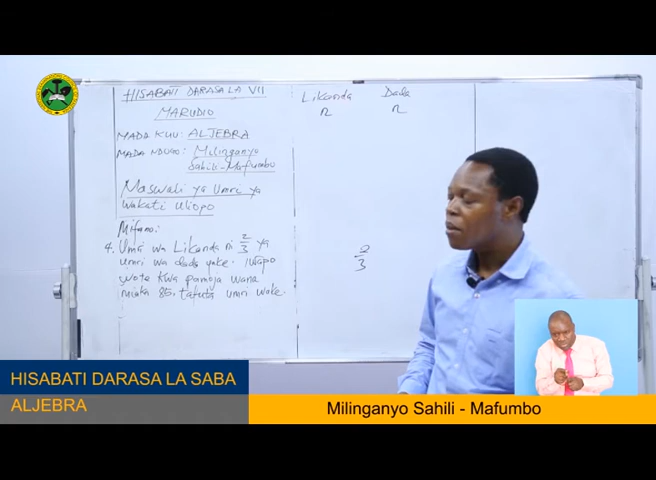 HISABATI DARASA LA VII
MARUDIO
MADA KUU: ALJEBRA
MADA NDOGO: Milinganyo
Sahili - Mafumbo
Maswali ya Umri ya
Wakati Uliopo
Mifano:
4. Umri wa Likanda ni 2/3 ya
umri wa dada yake. Iwapo
wote kwa pamoja wana
miaka 85, tafuta umri wake.
Likanda Dada
n n
2/3
HISABATI DARASA LA SABA
ALJEBRA
Milinganyo Sahili - Mafumbo